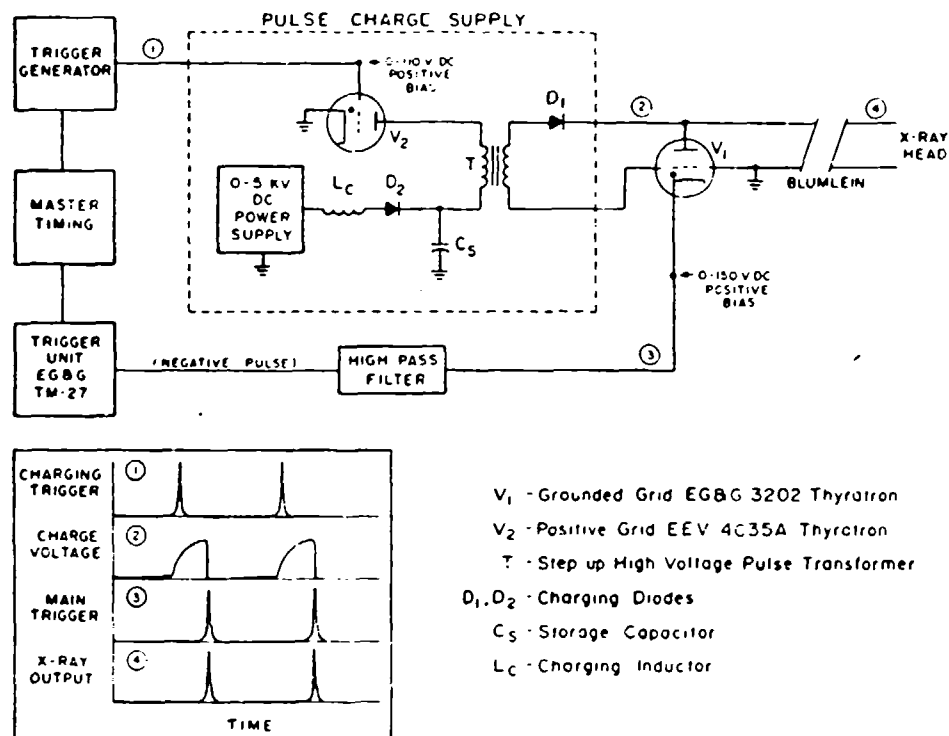 PULSE CHARGE SUPPLY
TRIGGER
GENERATOR
①
0-110 V DC
POSITIVE
BIAS
V2
D1
②
④
T
V1
X-RAY
HEAD
BLUMLEIN
MASTER
TIMING
0-5 KV
DC
POWER
SUPPLY
LC
D2
CS
0-150 V DC
POSITIVE
BIAS
TRIGGER
UNIT
EG&G
TM-27
(NEGATIVE PULSE)
HIGH PASS
FILTER
③
CHARGING
TRIGGER
①
CHARGE
VOLTAGE
②
MAIN
TRIGGER
③
X-RAY
OUTPUT
④
TIME
V1 - Grounded Grid EG&G 3202 Thyratron
V2 - Positive Grid EEV 4C35A Thyratron
T - Step up High Voltage Pulse Transformer
D1, D2 - Charging Diodes
CS - Storage Capacitor
LC - Charging Inductor